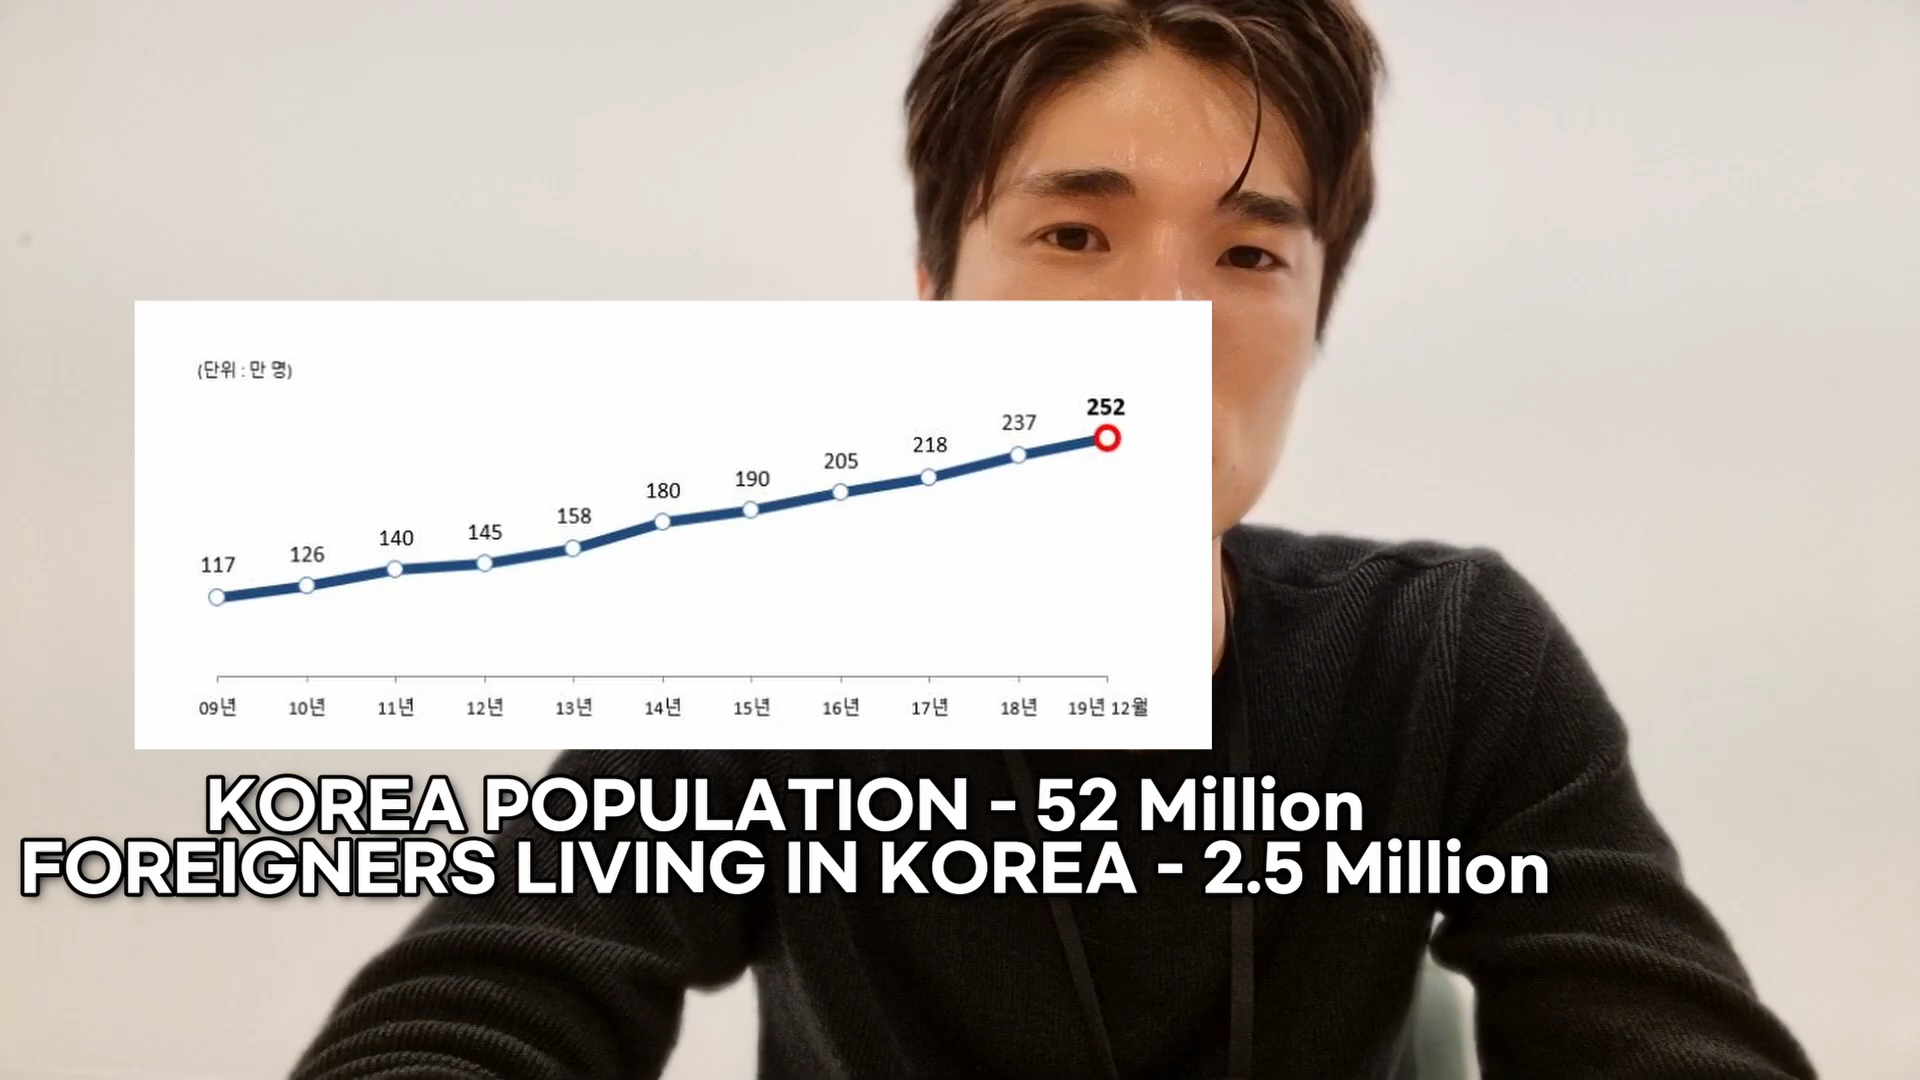 (단위 : 만 명)
117 126 140 145 158 180 190 205 218 237 252
09년 10년 11년 12년 13년 14년 15년 16년 17년 18년 19년 12월
KOREA POPULATION - 52 Million
FOREIGNERS LIVING IN KOREA - 2.5 Million